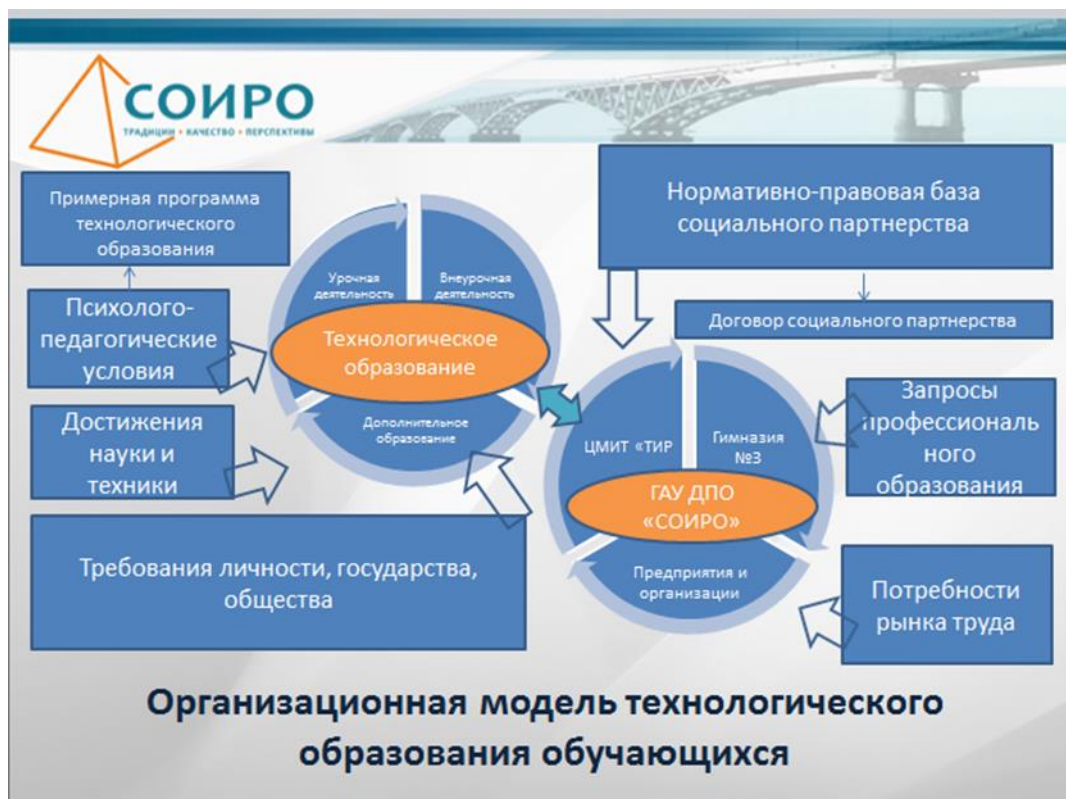 СОИРО
ТРАДИЦИИ • КАЧЕСТВО • ПЕРСПЕКТИВЫ
Примерная программа
технологического
образования
Психолого-
педагогические
условия
Достижения
науки и
техники
Требования личности, государства,
общества
Урочная
деятельность
Внеурочная
деятельность
Технологическое
образование
Дополнительное
образование
Нормативно-правовая база
социального партнерства
Договор социального партнерства
ЦМИТ «ТИР
Гимназия
№3
ГАУ ДПО
«СОИРО»
Предприятия и
организации
Запросы
профессиональ
ного
образования
Потребности
рынка труда
Организационная модель технологического
образования обучающихся